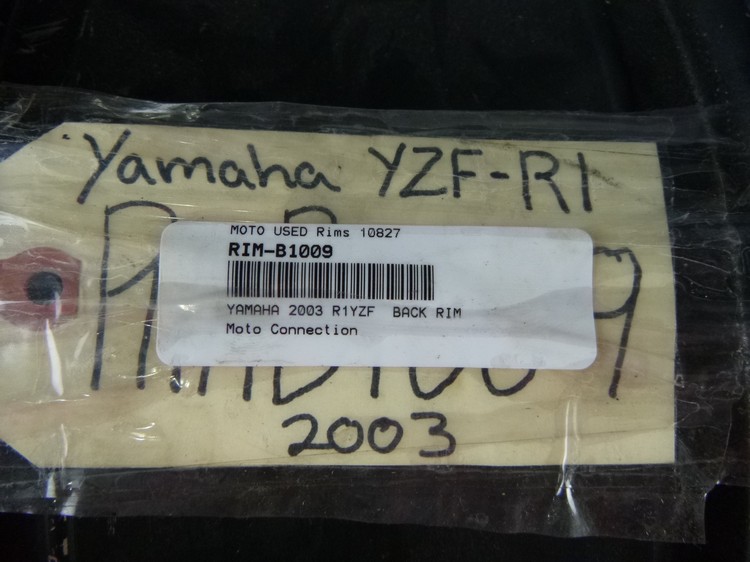 Yamaha YZF-R1
MOTO USED Rims 10827
RIM-B1009
YAMAHA 2003 R1YZF BACK RIM
Moto Connection
2003